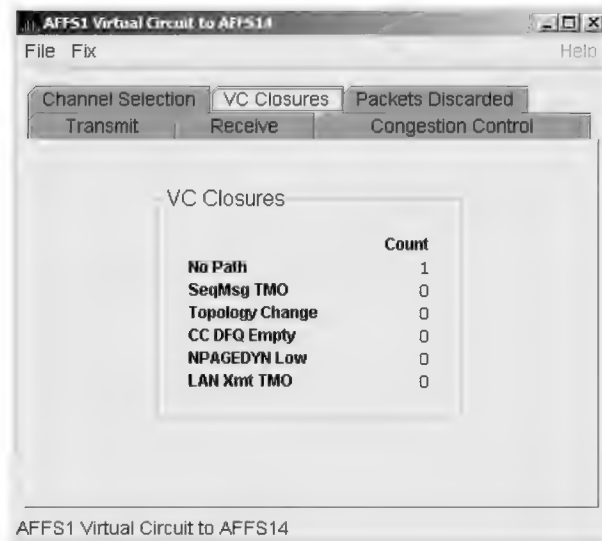 AFFS1 Virtual Circuit to AFFS14
File Fix Help
Channel Selection VC Closures Packets Discarded
Transmit Receive Congestion Control
VC Closures
Count
No Path 1
SeqMsg TMO 0
Topology Change 0
CC DFQ Empty 0
NPAGEDYN Low 0
LAN Xmt TMO 0
AFFS1 Virtual Circuit to AFFS14